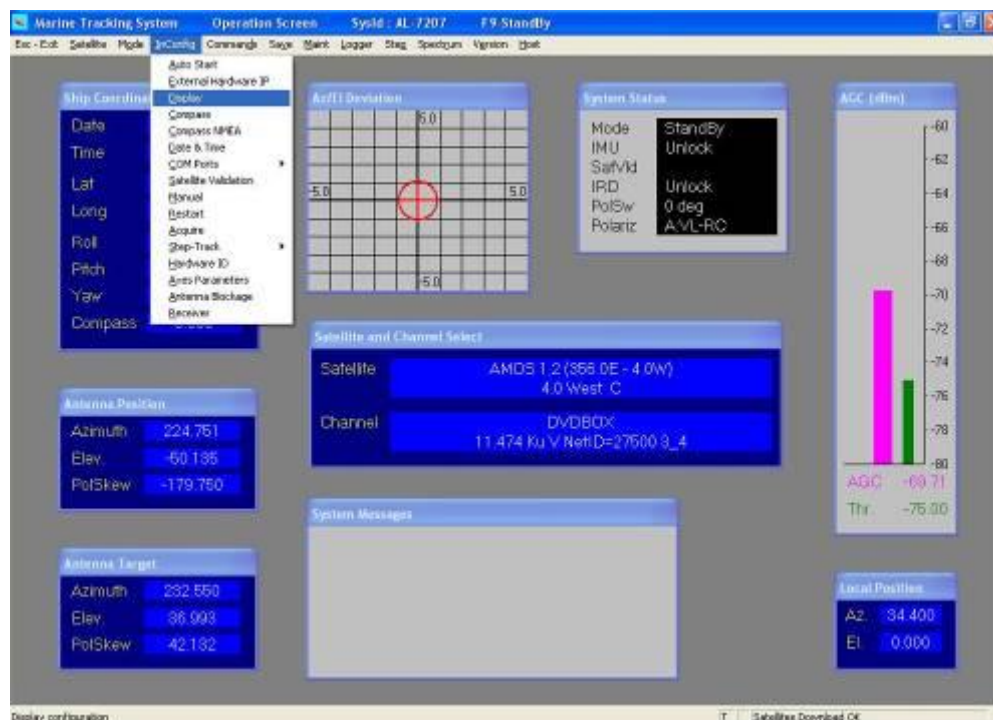 Marine Tracking System Operation Screen SysId : AL-7207 F9-StandBy
Esc - Exit Satellite Mode InConfig Commands Save Maint Logger Stag Spectrum Version Host
Auto Start
External Hardware IP
Display
Compass
Compass NMEA
Date & Time
COM Ports
Satellite Validation
Manual
Restart
Acquire
Step-Track
Hardware IO
Axes Parameters
Antenna Blockage
Receiver
Date
Time
Lat
Long
Roll
Pitch
Yaw
Compass
Az/El Deviation
5.0
-5.0 5.0
-5.0
System Status
Mode StandBy
IMU Unlock
SatVld
IRD Unlock
PolSw 0 deg
Polariz A:VL-RC
AGC (dBm)
-60
-62
-64
-66
-68
-70
-72
-74
-76
-78
-80
AGC -69.71
Thr. -75.00
Satellite and Channel Select
Satellite AMOS 1,2 (356.0E - 4.0W)
4.0 West C
Channel DVDBOX
11.474 Ku V NetID=27500 3_4
Antenna Position
Azimuth 224.761
Elev. -50.135
PolSkew -179.750
System Messages
Antenna Target
Azimuth 232.550
Elev. 36.993
PolSkew -42.132
Local Position
Az. 34.400
El. 0.000
Display configuration T Satellites Download OK